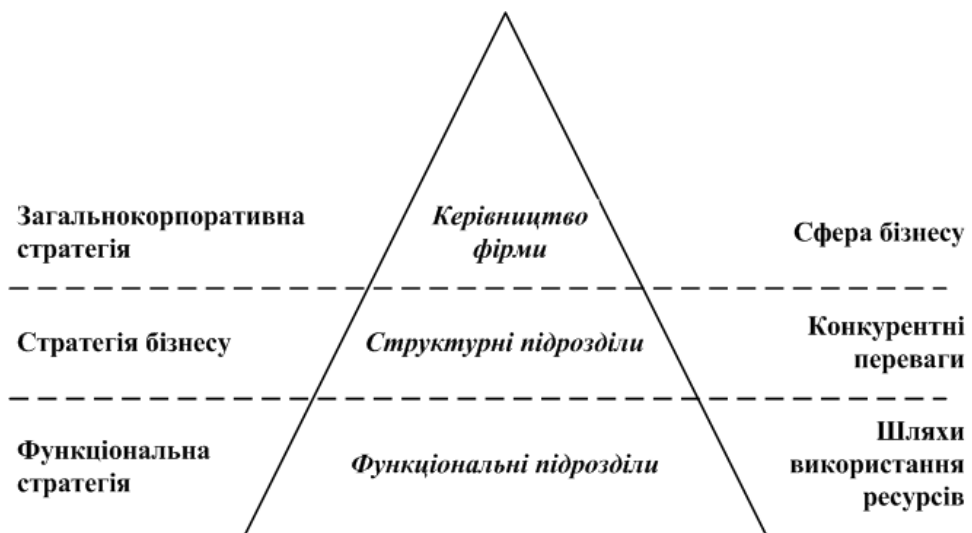 Загальнокорпоративна
стратегія
Керівництво
фірми
Сфера бізнесу
Стратегія бізнесу
Структурні підрозділи
Конкурентні
переваги
Функціональна
стратегія
Функціональні підрозділи
Шляхи
використання
ресурсів